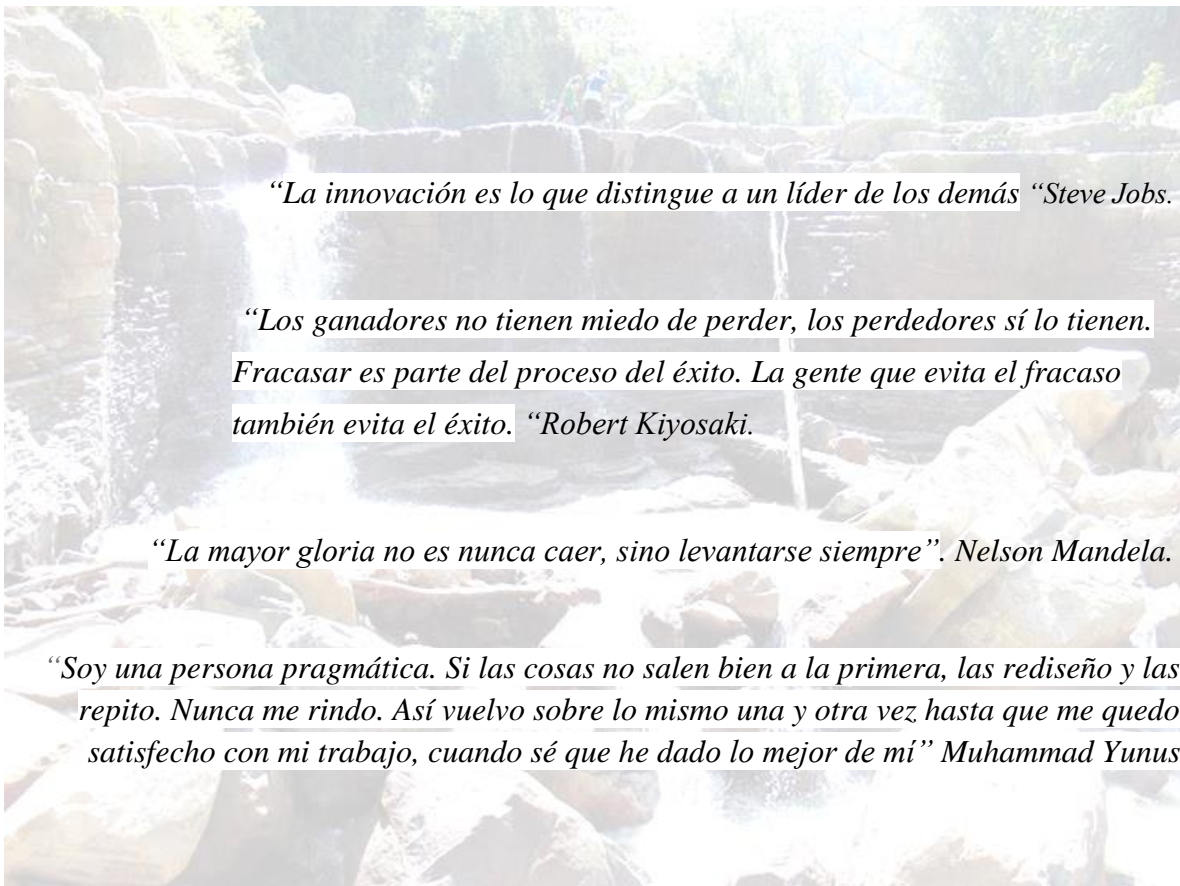 “La innovación es lo que distingue a un líder de los demás “Steve Jobs.
“Los ganadores no tienen miedo de perder, los perdedores sí lo tienen.
Fracasar es parte del proceso del éxito. La gente que evita el fracaso
también evita el éxito. “Robert Kiyosaki.
“La mayor gloria no es nunca caer, sino levantarse siempre”. Nelson Mandela.
“Soy una persona pragmática. Si las cosas no salen bien a la primera, las rediseño y las
repito. Nunca me rindo. Así vuelvo sobre lo mismo una y otra vez hasta que me quedo
satisfecho con mi trabajo, cuando sé que he dado lo mejor de mí” Muhammad Yunus